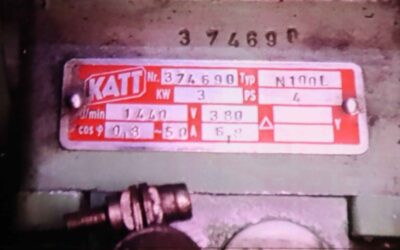 374690
KATT Nr. 374690 Typ N100L
KW 3 PS 4
/min 1440 V 380
cos φ 0,8 ~50 A 6,8 Δ Y